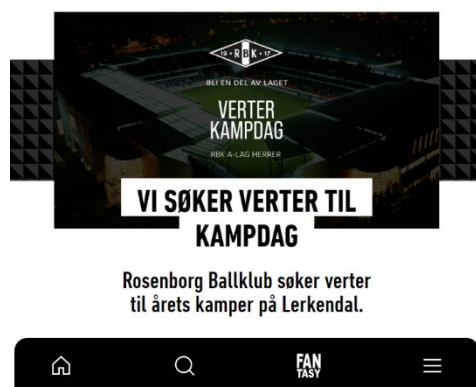 19 • RBK • 17
BLI EN DEL AV LAGET
VERTER
KAMPDAG
RBK A-LAG HERRER
VI SØKER VERTER TIL
KAMPDAG
Rosenborg Ballklub søker verter
til årets kamper på Lerkendal.
FAN
TASY